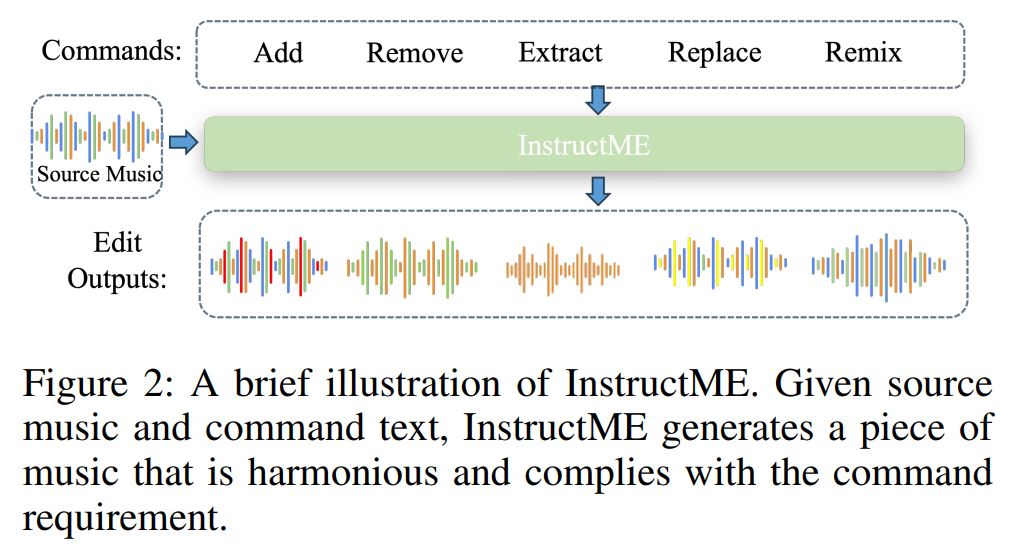 Commands: Add Remove Extract Replace Remix
InstructME
Source Music
Edit
Outputs:
Figure 2: A brief illustration of InstructME. Given source
music and command text, InstructME generates a piece of
music that is harmonious and complies with the command
requirement.